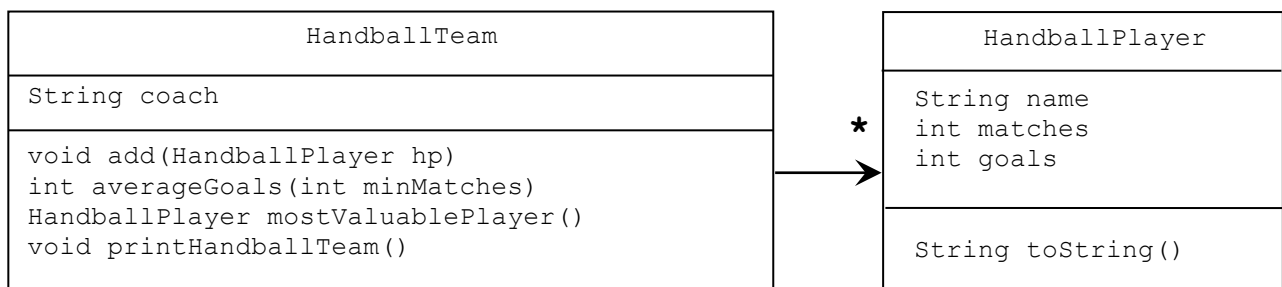 HandballTeam
String coach
void add(HandballPlayer hp)
int averageGoals(int minMatches)
HandballPlayer mostValuablePlayer()
void printHandballTeam()
*
HandballPlayer
String name
int matches
int goals
String toString()